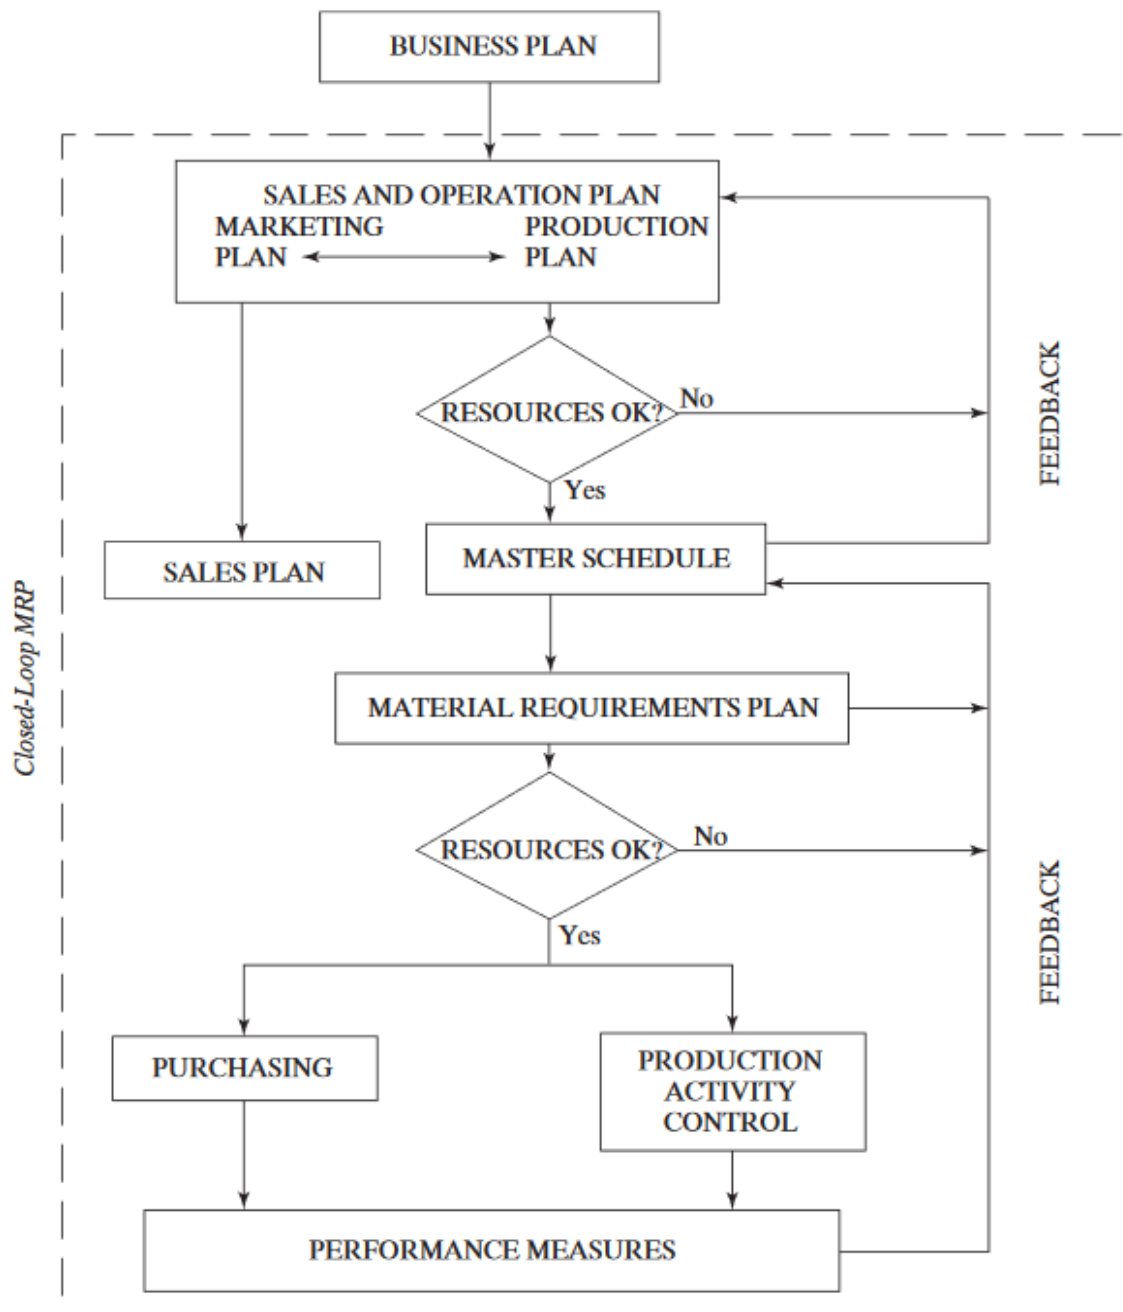 BUSINESS PLAN
SALES AND OPERATION PLAN
MARKETING PLAN
PRODUCTION PLAN
RESOURCES OK?
No
Yes
FEEDBACK
SALES PLAN
MASTER SCHEDULE
Closed-Loop MRP
MATERIAL REQUIREMENTS PLAN
RESOURCES OK?
No
Yes
FEEDBACK
PURCHASING
PRODUCTION
ACTIVITY
CONTROL
PERFORMANCE MEASURES